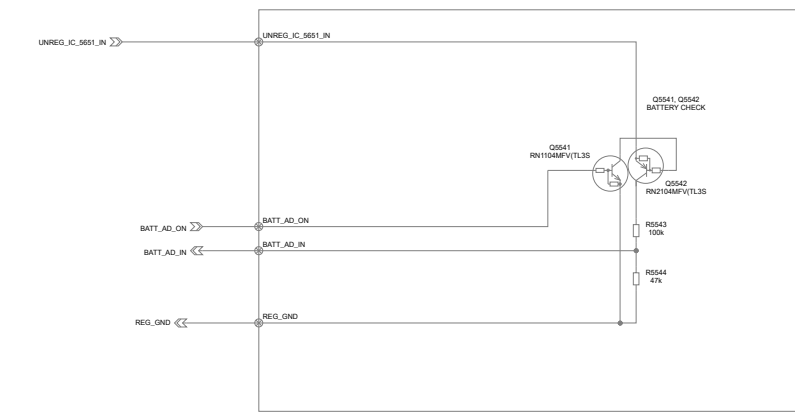 UNREG_IC_5651_IN
UNREG_IC_5651_IN
Q5541, Q5542
BATTERY CHECK
Q5541
RN1104MFV(TL3S
Q5542
RN2104MFV(TL3S
BATT_AD_ON
BATT_AD_ON
R5543
100k
BATT_AD_IN
BATT_AD_IN
R5544
47k
REG_GND
REG_GND